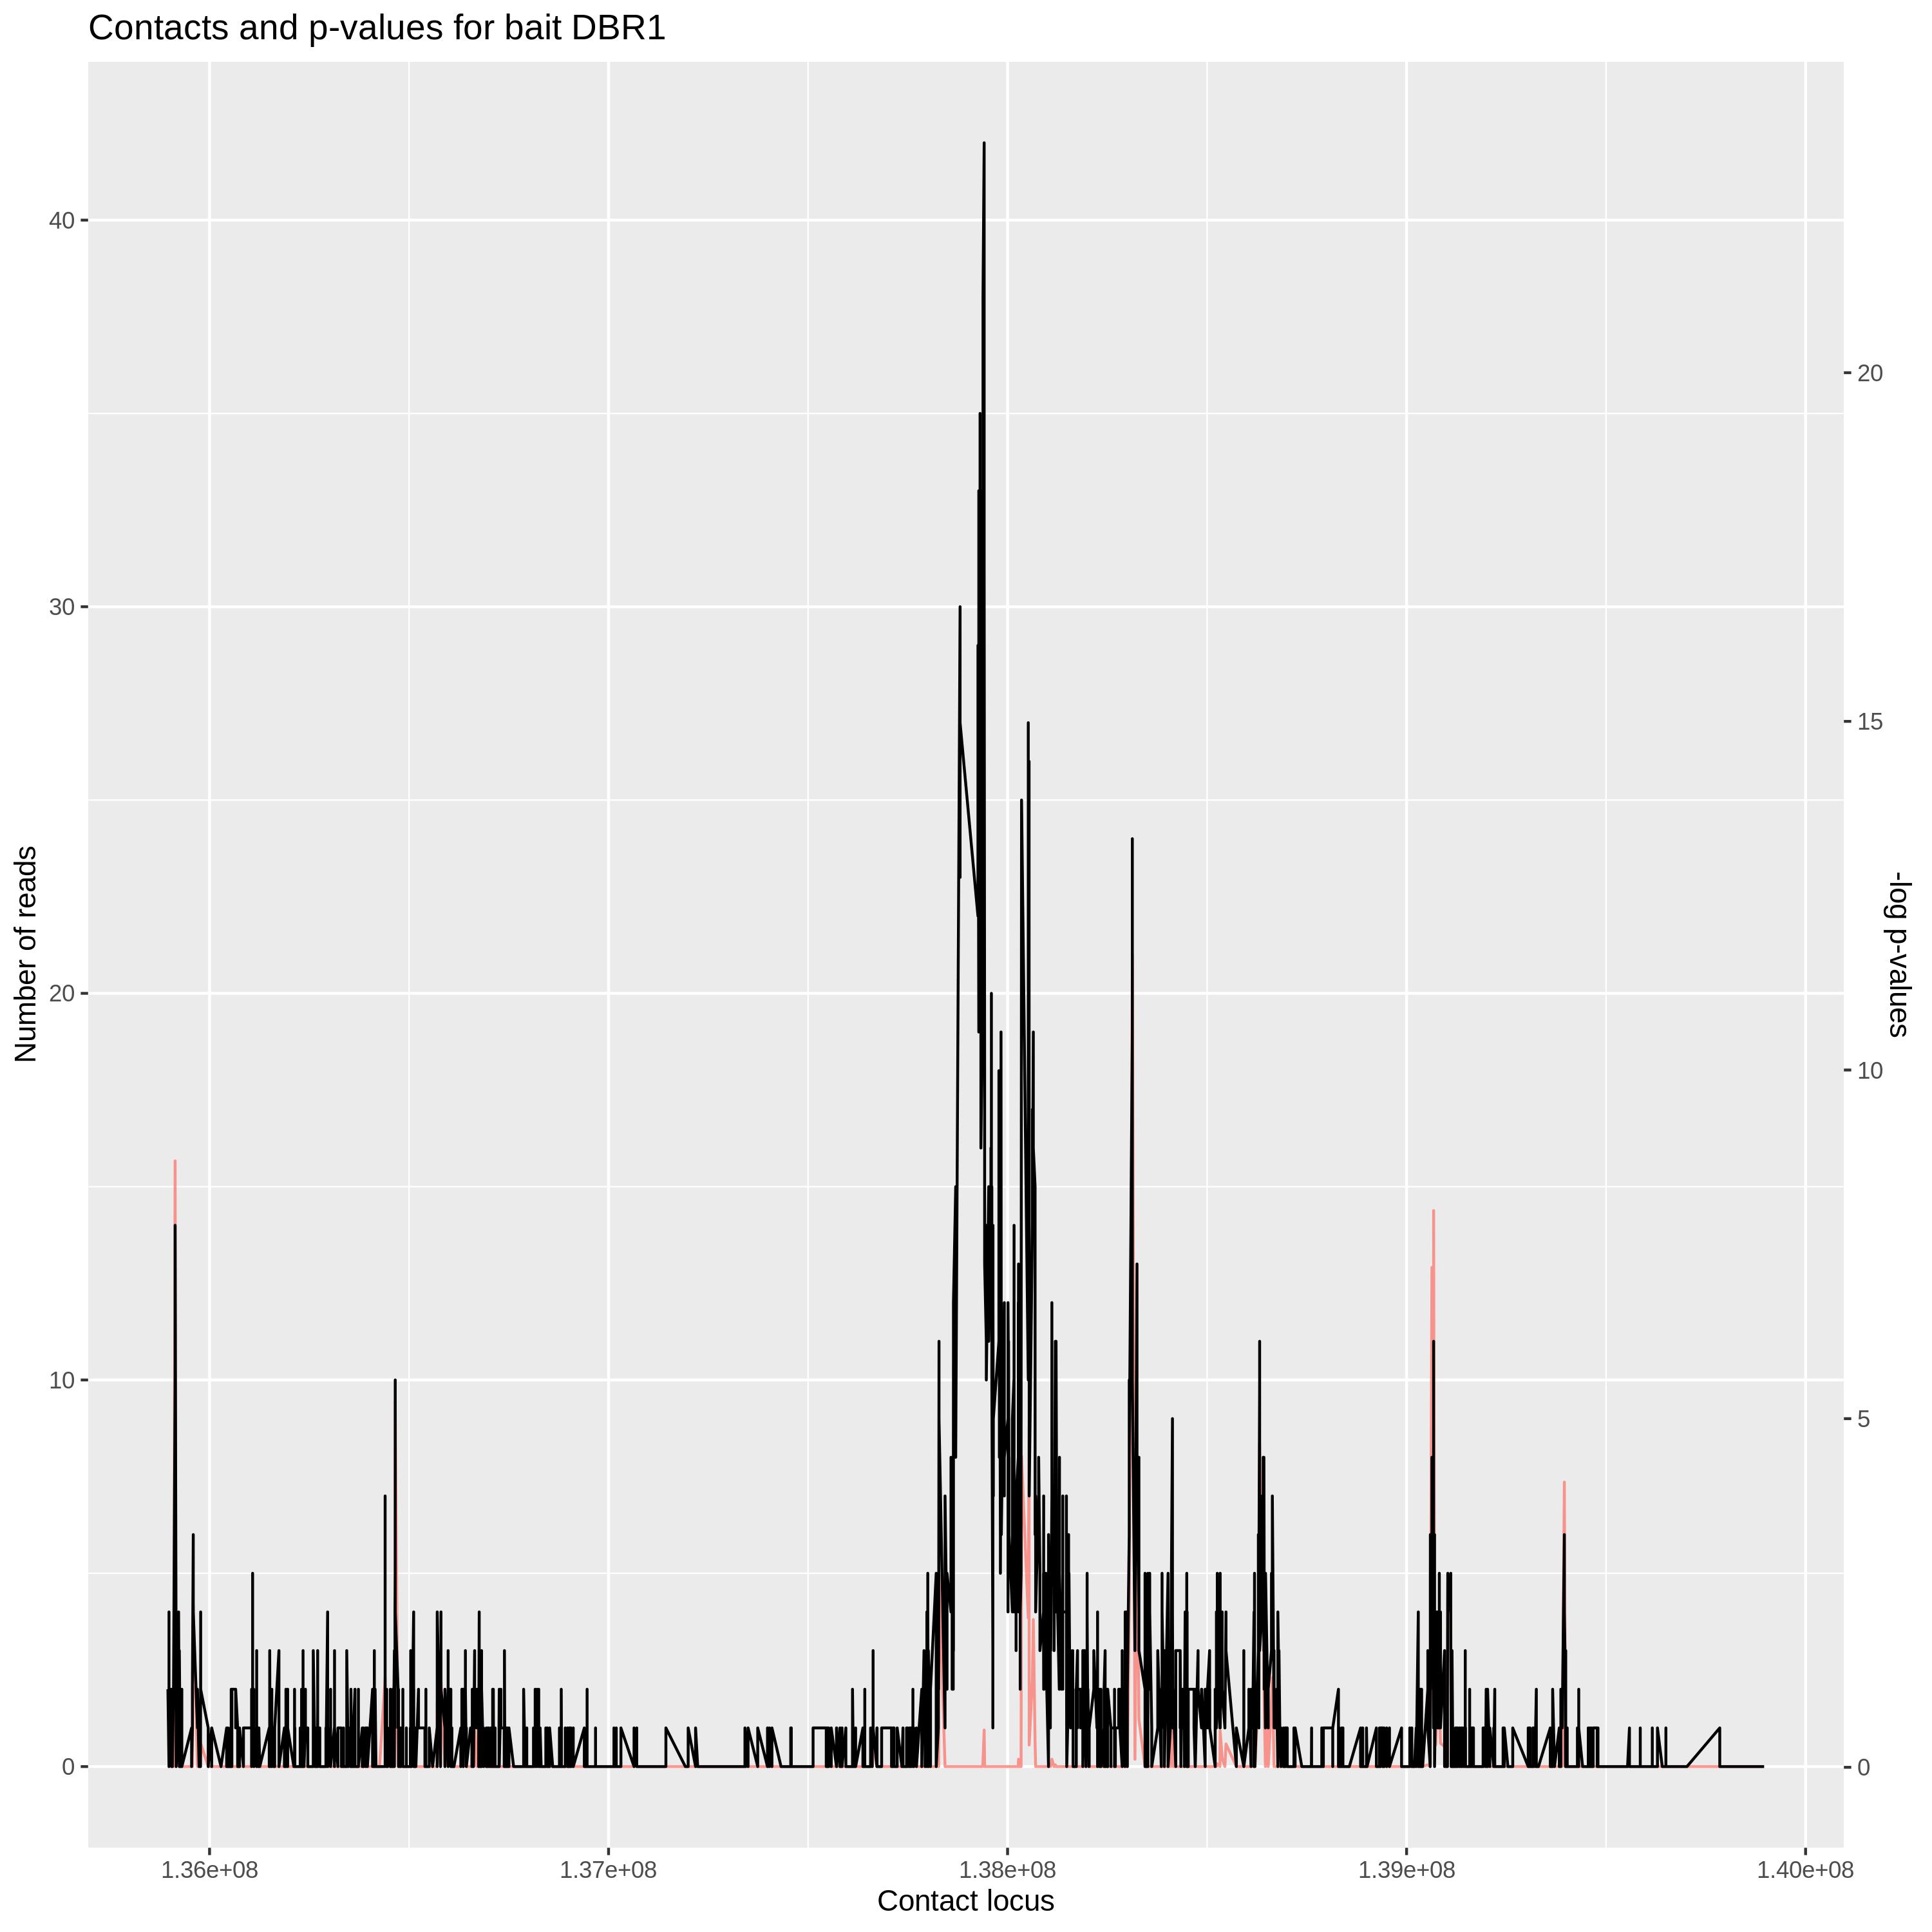 Contacts and p-values for bait DBR1
40
30
20
10
0
Number of reads
20
15
10
5
0
-log p-values
1.36e+08
1.37e+08
1.38e+08
1.39e+08
1.40e+08
Contact locus